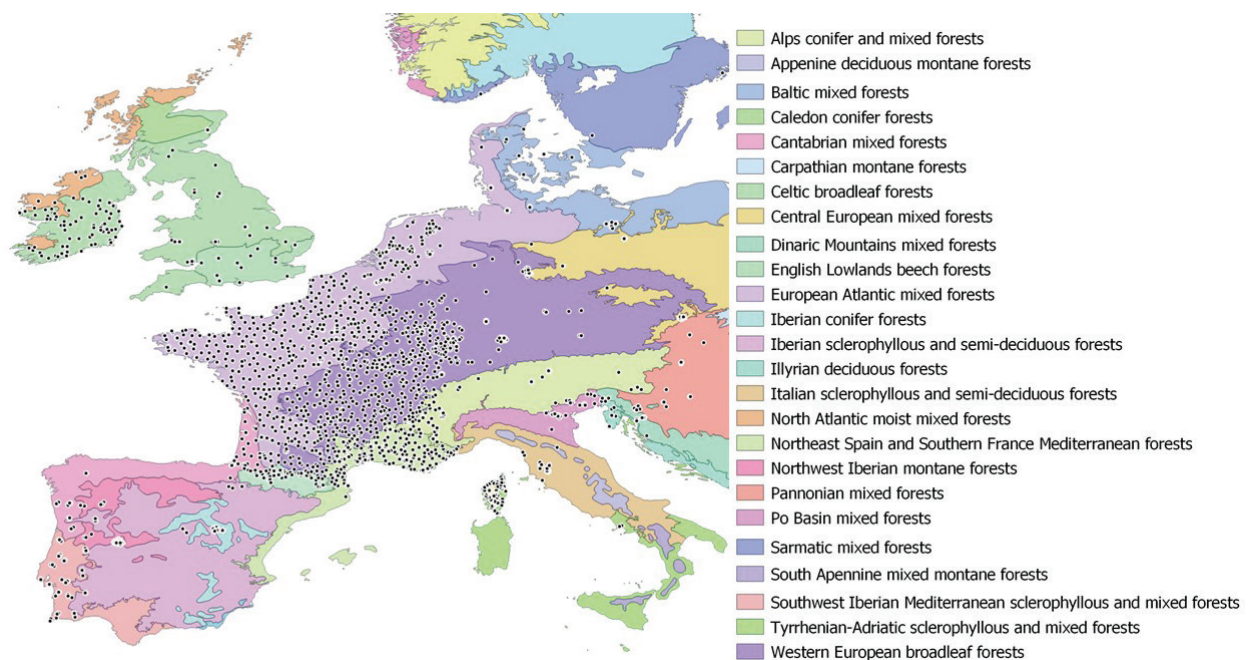 Alps conifer and mixed forests
Appenine deciduous montane forests
Baltic mixed forests
Caledon conifer forests
Cantabrian mixed forests
Carpathian montane forests
Celtic broadleaf forests
Central European mixed forests
Dinaric Mountains mixed forests
English Lowlands beech forests
European Atlantic mixed forests
Iberian conifer forests
Iberian sclerophyllous and semi-deciduous forests
Illyrian deciduous forests
Italian sclerophyllous and semi-deciduous forests
North Atlantic moist mixed forests
Northeast Spain and Southern France Mediterranean forests
Northwest Iberian montane forests
Pannonian mixed forests
Po Basin mixed forests
Sarmatic mixed forests
South Apennine mixed montane forests
Southwest Iberian Mediterranean sclerophyllous and mixed forests
Tyrrhenian-Adriatic sclerophyllous and mixed forests
Western European broadleaf forests